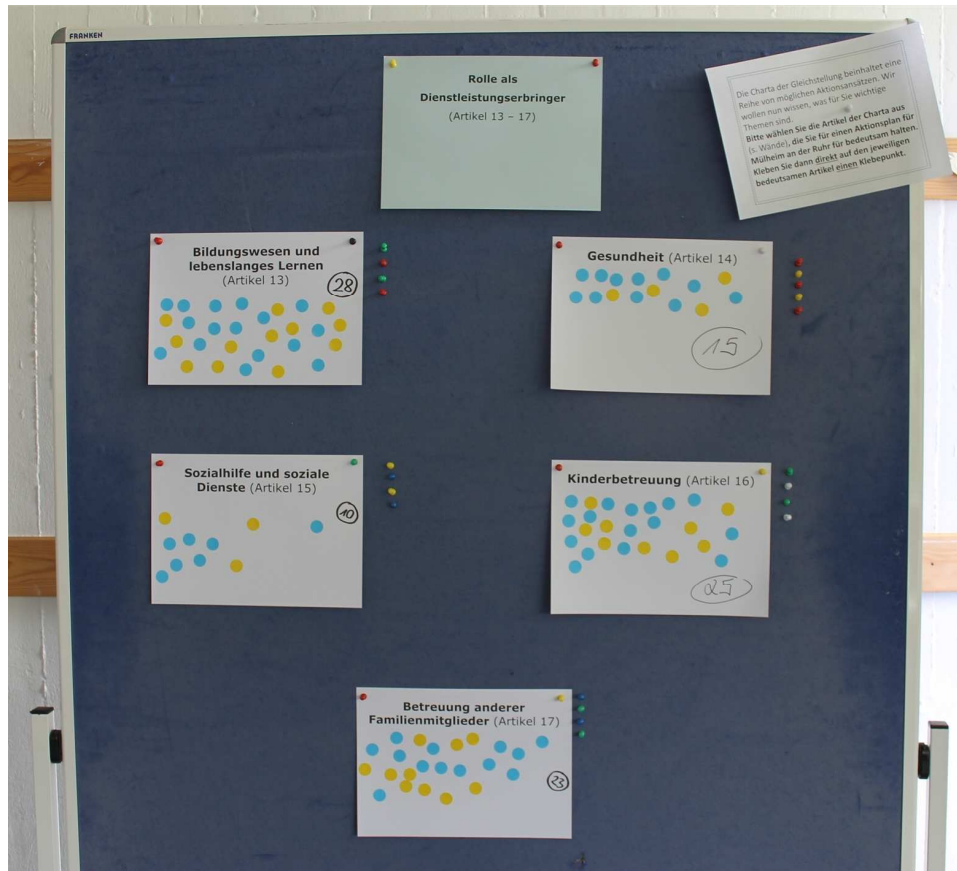 FRANKEN
Rolle als
Dienstleistungserbringer
(Artikel 13 – 17)
Die Charta der Gleichstellung beinhaltet eine
Reihe von möglichen Aktionsansätzen. Wir
wollen nun wissen, was für Sie wichtige
Themen sind.
Bitte wählen Sie die Artikel der Charta aus
(s. Wände), die Sie für einen Aktionsplan für
Mülheim an der Ruhr für bedeutsam halten.
Kleben Sie dann direkt auf den jeweiligen
bedeutsamen Artikel einen Klebepunkt.
Bildungswesen und
lebenslanges Lernen
(Artikel 13)
28
Gesundheit (Artikel 14)
15
Sozialhilfe und soziale
Dienste (Artikel 15)
10
Kinderbetreuung (Artikel 16)
25
Betreuung anderer
Familienmitglieder (Artikel 17)
23